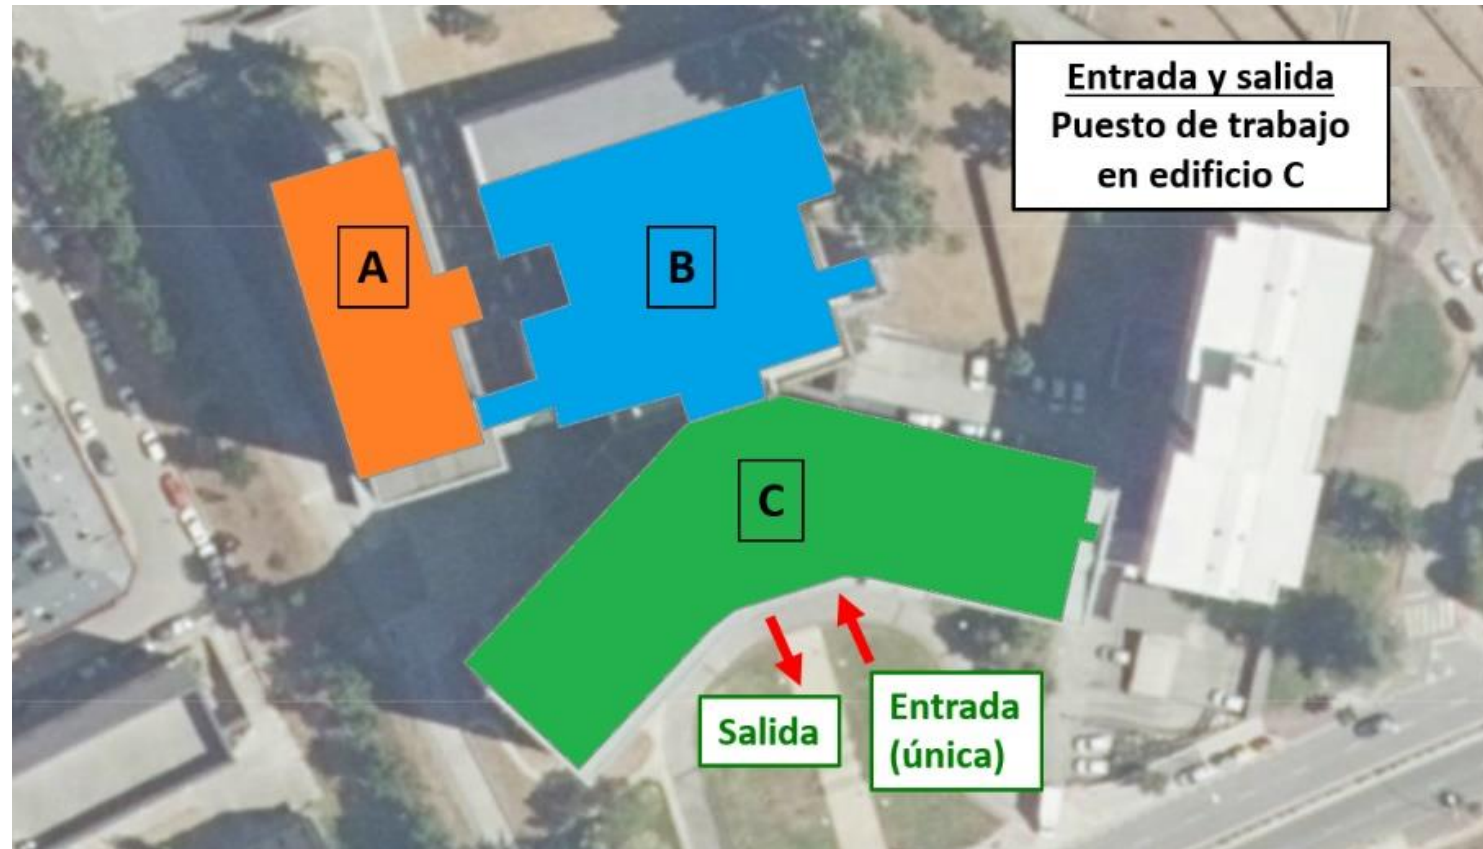 Entrada y salida
Puesto de trabajo
en edificio C
A
B
C
Salida
Entrada
(única)